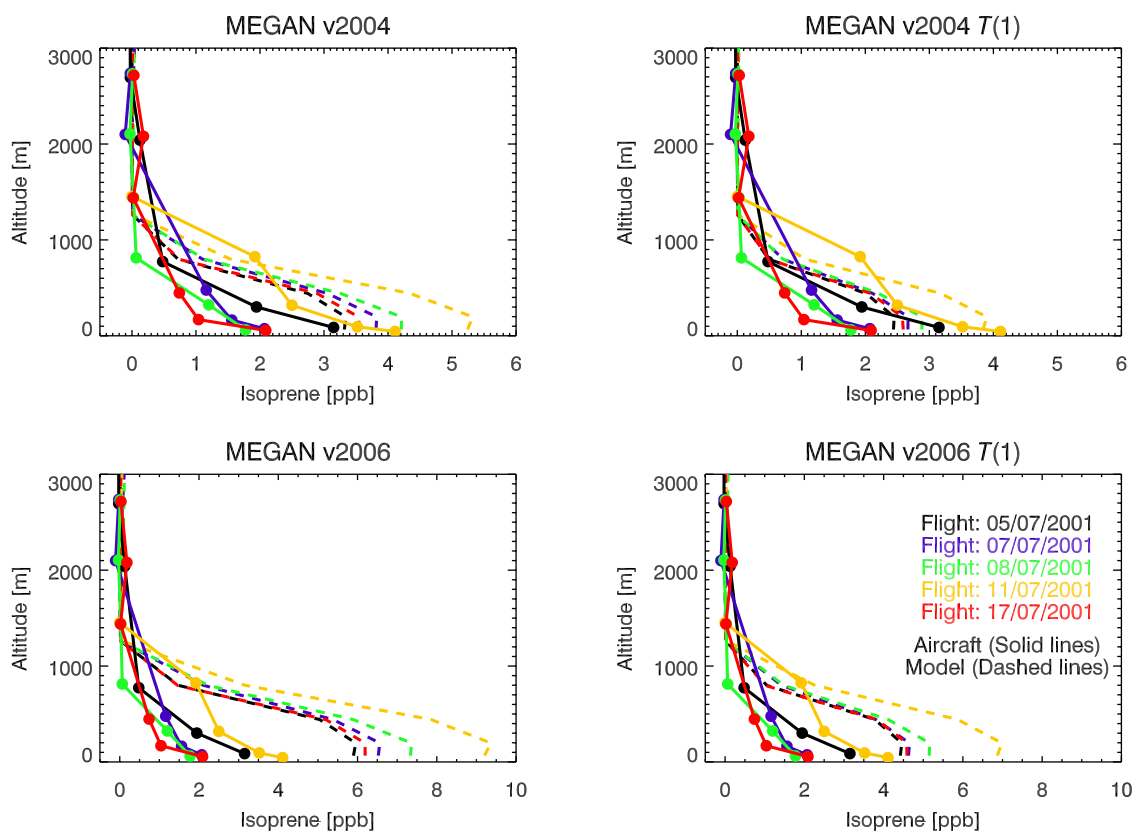 MEGAN v2004
3000
2000
1000
0
Altitude [m]
0 1 2 3 4 5 6
Isoprene [ppb]
MEGAN v2004 T(1)
3000
2000
1000
0
Altitude [m]
0 1 2 3 4 5 6
Isoprene [ppb]
MEGAN v2006
3000
2000
1000
0
Altitude [m]
0 2 4 6 8 10
Isoprene [ppb]
MEGAN v2006 T(1)
3000
2000
1000
0
Altitude [m]
Flight: 05/07/2001
Flight: 07/07/2001
Flight: 08/07/2001
Flight: 11/07/2001
Flight: 17/07/2001
Aircraft (Solid lines)
Model (Dashed lines)
0 2 4 6 8 10
Isoprene [ppb]